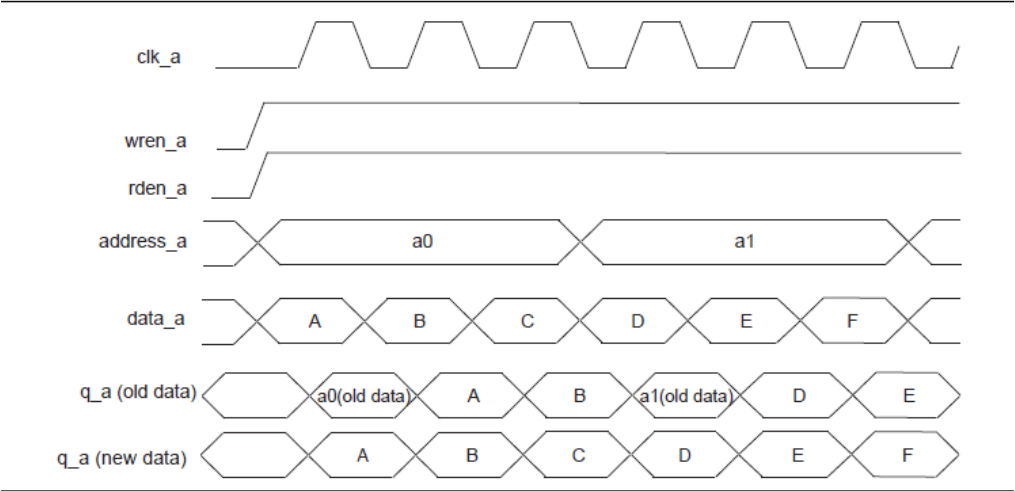 clk_a
wren_a
rden_a
address_a a0 a1
data_a A B C D E F
q_a (old data) a0(old data) A B a1(old data) D E
q_a (new data) A B C D E F